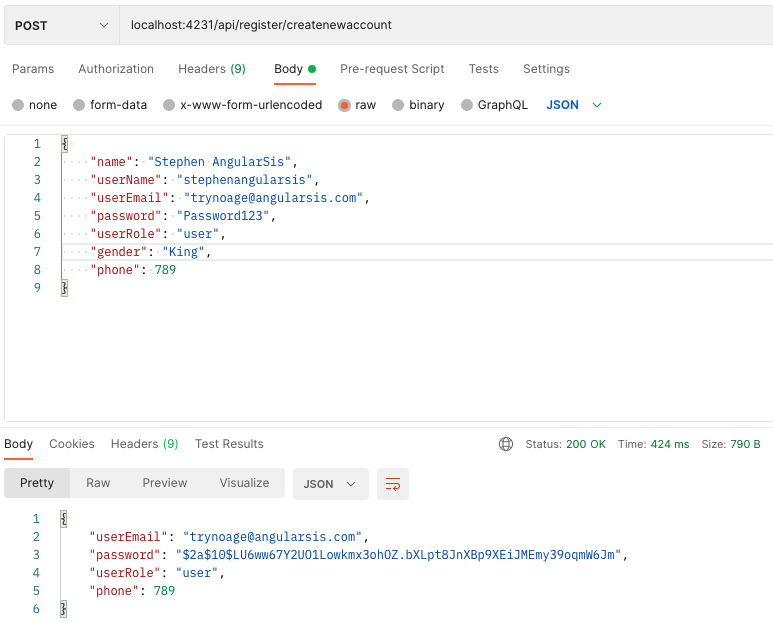 POST localhost:4231/api/register/createnewaccount
Params Authorization Headers (9) Body Pre-request Script Tests Settings
none form-data x-www-form-urlencoded raw binary GraphQL JSON
1 {
2 "name": "Stephen AngularSis",
3 "userName": "stephenangularsis",
4 "userEmail": "trynoage@angularsis.com",
5 "password": "Password123",
6 "userRole": "user",
7 "gender": "King",
8 "phone": 789
9 }
Body Cookies Headers (9) Test Results Status: 200 OK Time: 424 ms Size: 790 B
Pretty Raw Preview Visualize JSON
1 {
2 "userEmail": "trynoage@angularsis.com",
3 "password": "$2a$10$LU6ww67Y2UO1Lowkmx3ohOZ.bXLpt8JnXBp9XEiJMEmy39oqmW6Jm",
4 "userRole": "user",
5 "phone": 789
6 }